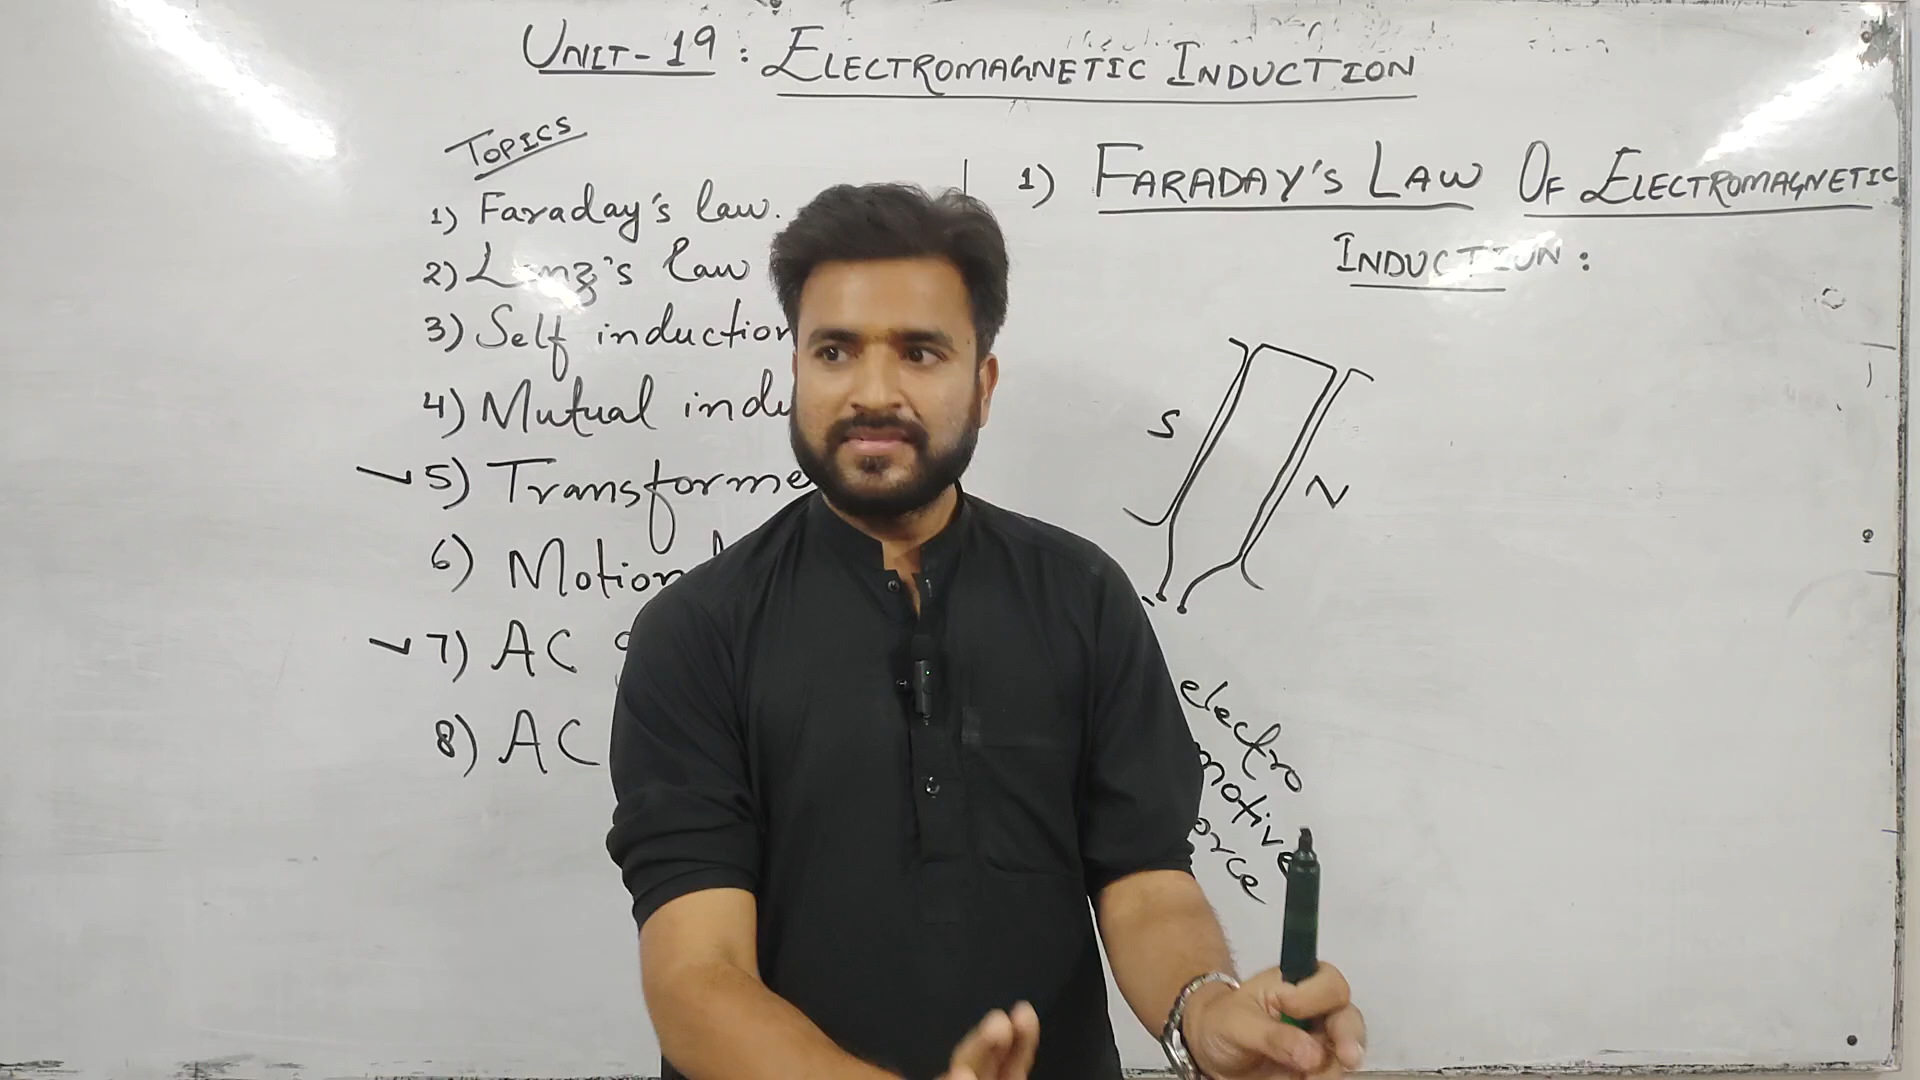 UNIT-19 : ELECTROMAGNETIC INDUCTION
TOPICS
1) Faraday's law.
2) Lenz's law
3) Self induction
4) Mutual indu
5) Transforme
6) Motion
7) AC
8) AC
1) FARADAY'S LAW OF ELECTROMAGNETIC
INDUCTION :
S
N
electro
motive
orce